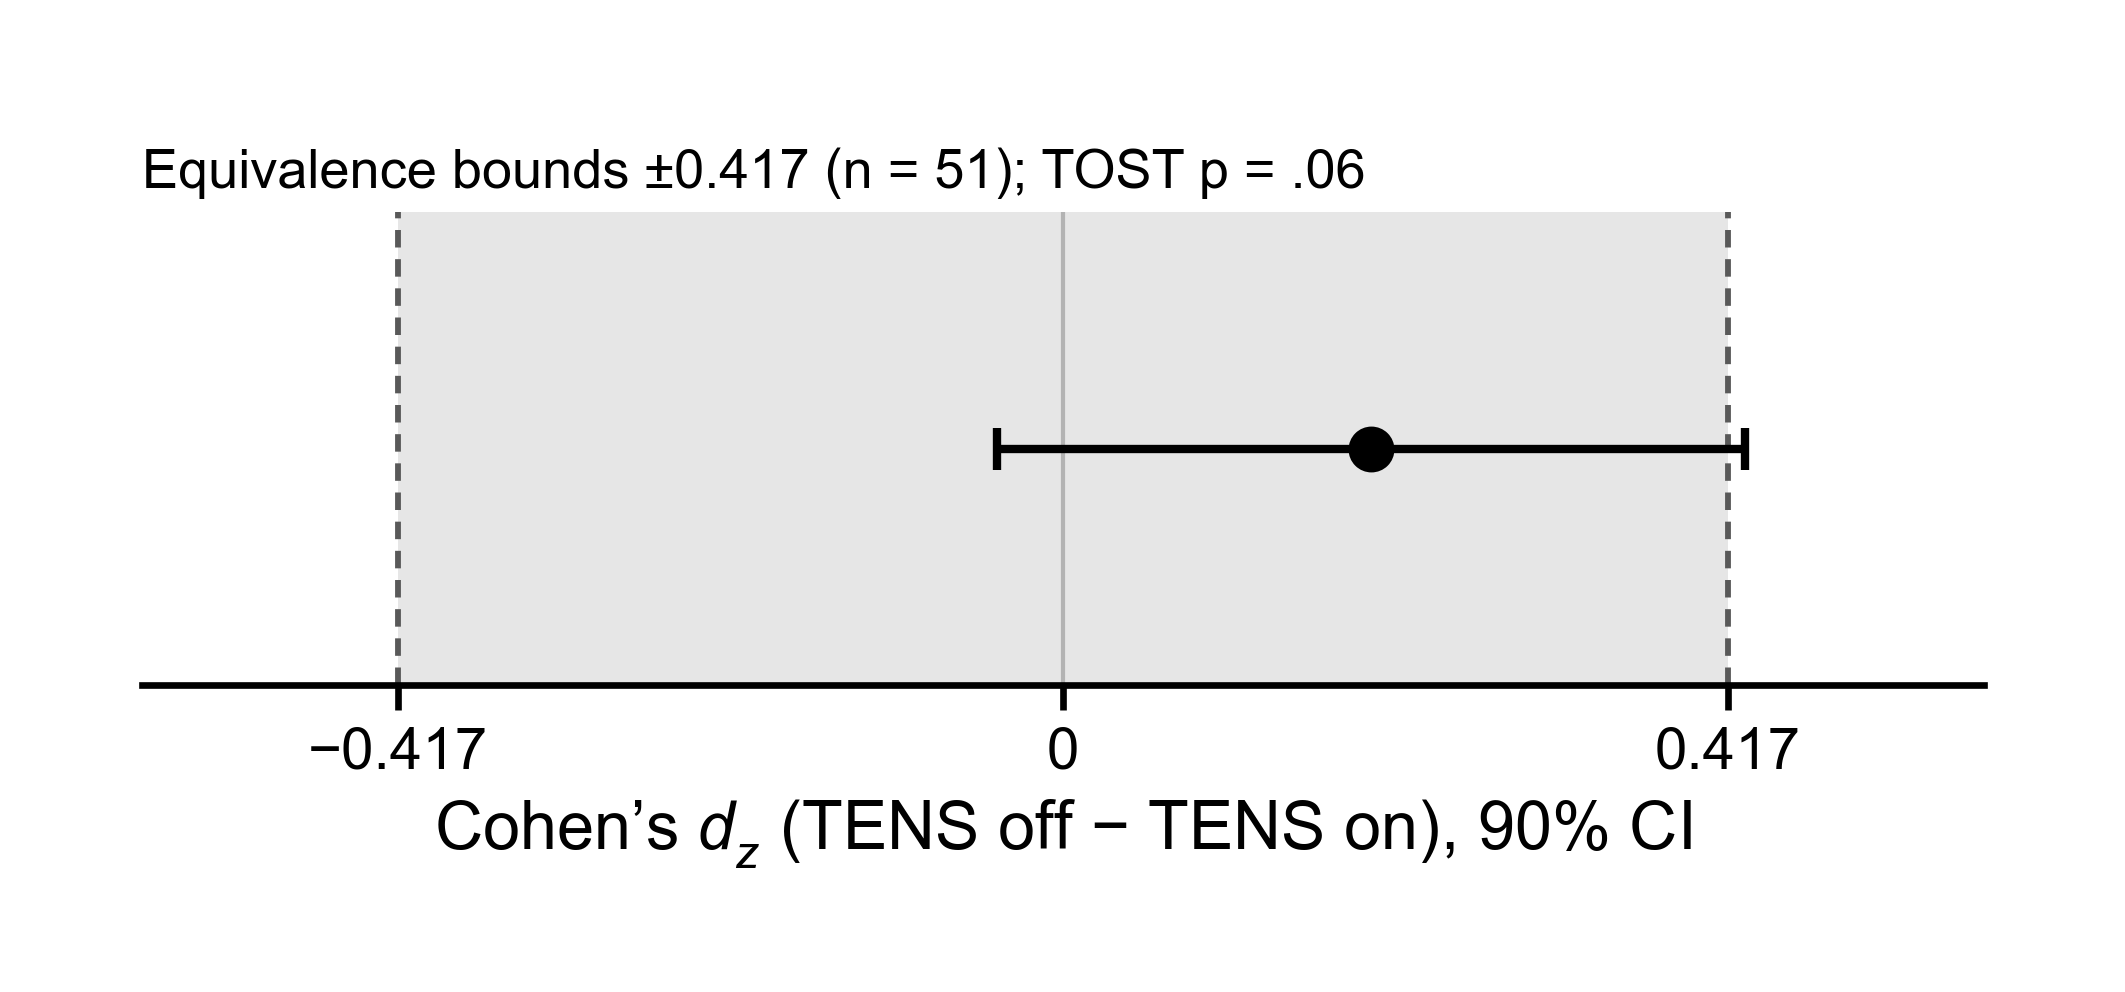 Equivalence bounds ±0.417 (n = 51); TOST p = .06
−0.417 0 0.417
Cohen’s dz (TENS off − TENS on), 90% CI